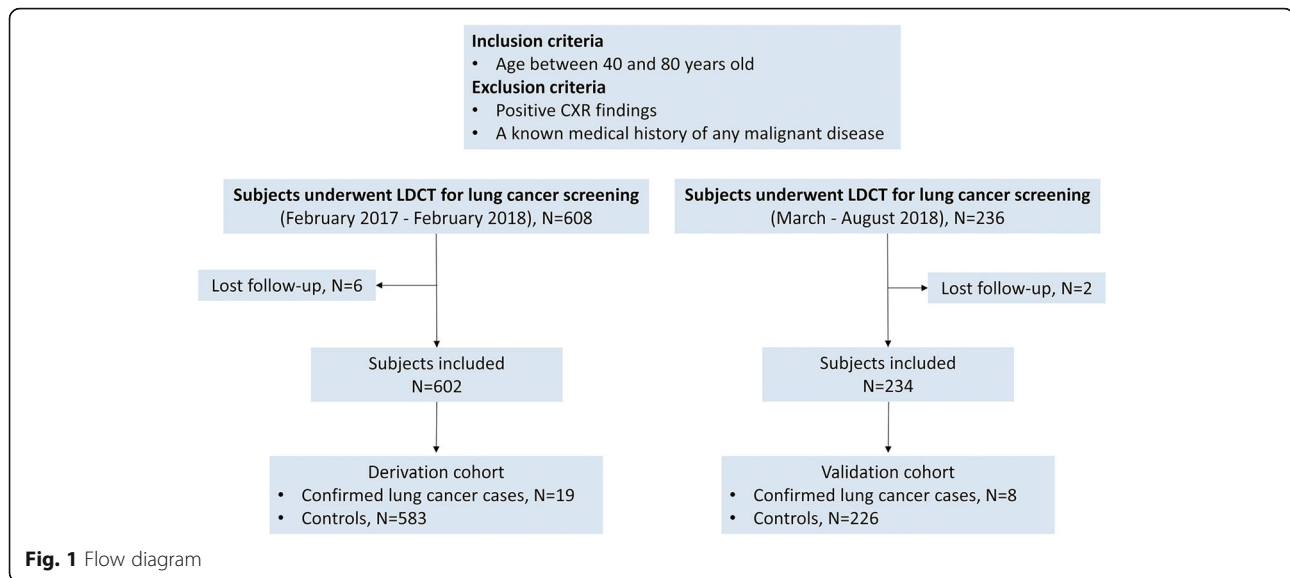 Inclusion criteria
• Age between 40 and 80 years old
Exclusion criteria
• Positive CXR findings
• A known medical history of any malignant disease
Subjects underwent LDCT for lung cancer screening
(February 2017 - February 2018), N=608
Lost follow-up, N=6
Subjects included
N=602
Derivation cohort
• Confirmed lung cancer cases, N=19
• Controls, N=583
Subjects underwent LDCT for lung cancer screening
(March - August 2018), N=236
Lost follow-up, N=2
Subjects included
N=234
Validation cohort
• Confirmed lung cancer cases, N=8
• Controls, N=226
Fig. 1 Flow diagram